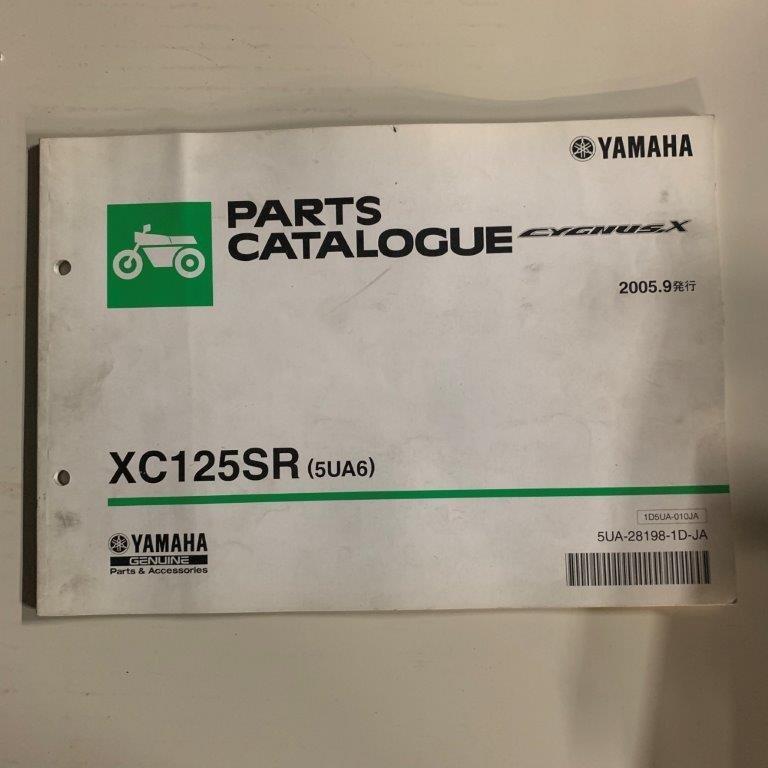 YAMAHA
PARTS
CATALOGUE CYGNUS.X
2005.9発行
XC125SR (5UA6)
1D5UA-010JA
5UA-28198-1D-JA
YAMAHA
GENUINE
Parts & Accessories